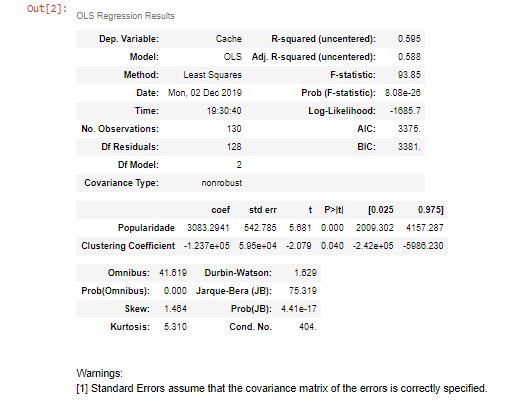 Out[2]:
OLS Regression Results
Dep. Variable: Cache R-squared (uncentered): 0.595
Model: OLS Adj. R-squared (uncentered): 0.588
Method: Least Squares F-statistic: 93.85
Date: Mon, 02 Dec 2019 Prob (F-statistic): 8.08e-26
Time: 19:30:40 Log-Likelihood: -1685.7
No. Observations: 130 AIC: 3375.
Df Residuals: 128 BIC: 3381.
Df Model: 2
Covariance Type: nonrobust
coef std err t P>|t| [0.025 0.975]
Popularidade 3083.2941 542.785 5.681 0.000 2009.302 4157.287
Clustering Coefficient -1.237e+05 5.95e+04 -2.079 0.040 -2.42e+05 -5986.230
Omnibus: 41.619 Durbin-Watson: 1.629
Prob(Omnibus): 0.000 Jarque-Bera (JB): 75.319
Skew: 1.464 Prob(JB): 4.41e-17
Kurtosis: 5.310 Cond. No. 404.
Warnings:
[1] Standard Errors assume that the covariance matrix of the errors is correctly specified.